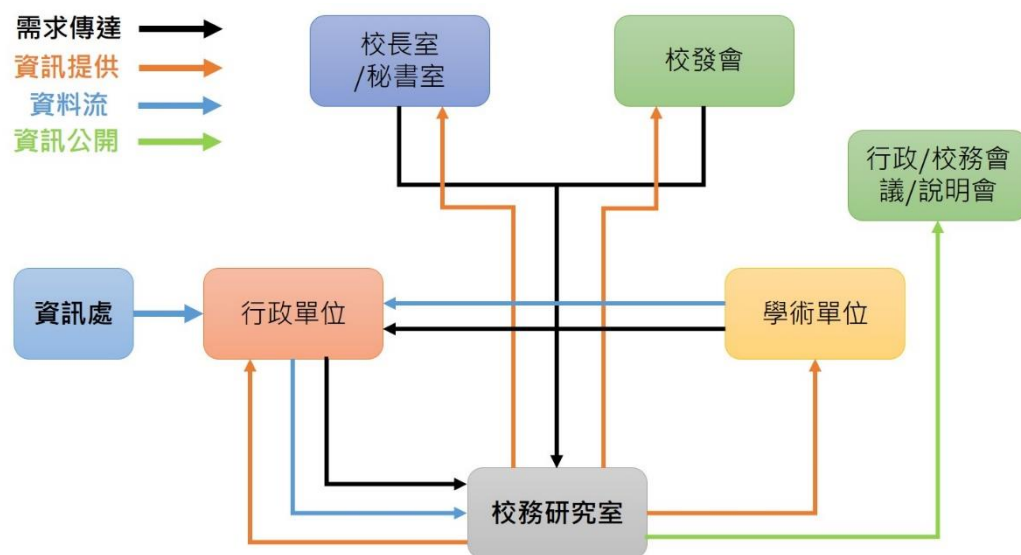 需求傳達
資訊提供
資料流
資訊公開
校長室
/秘書室
校發會
行政/校務會
議/說明會
資訊處
行政單位
學術單位
校務研究室